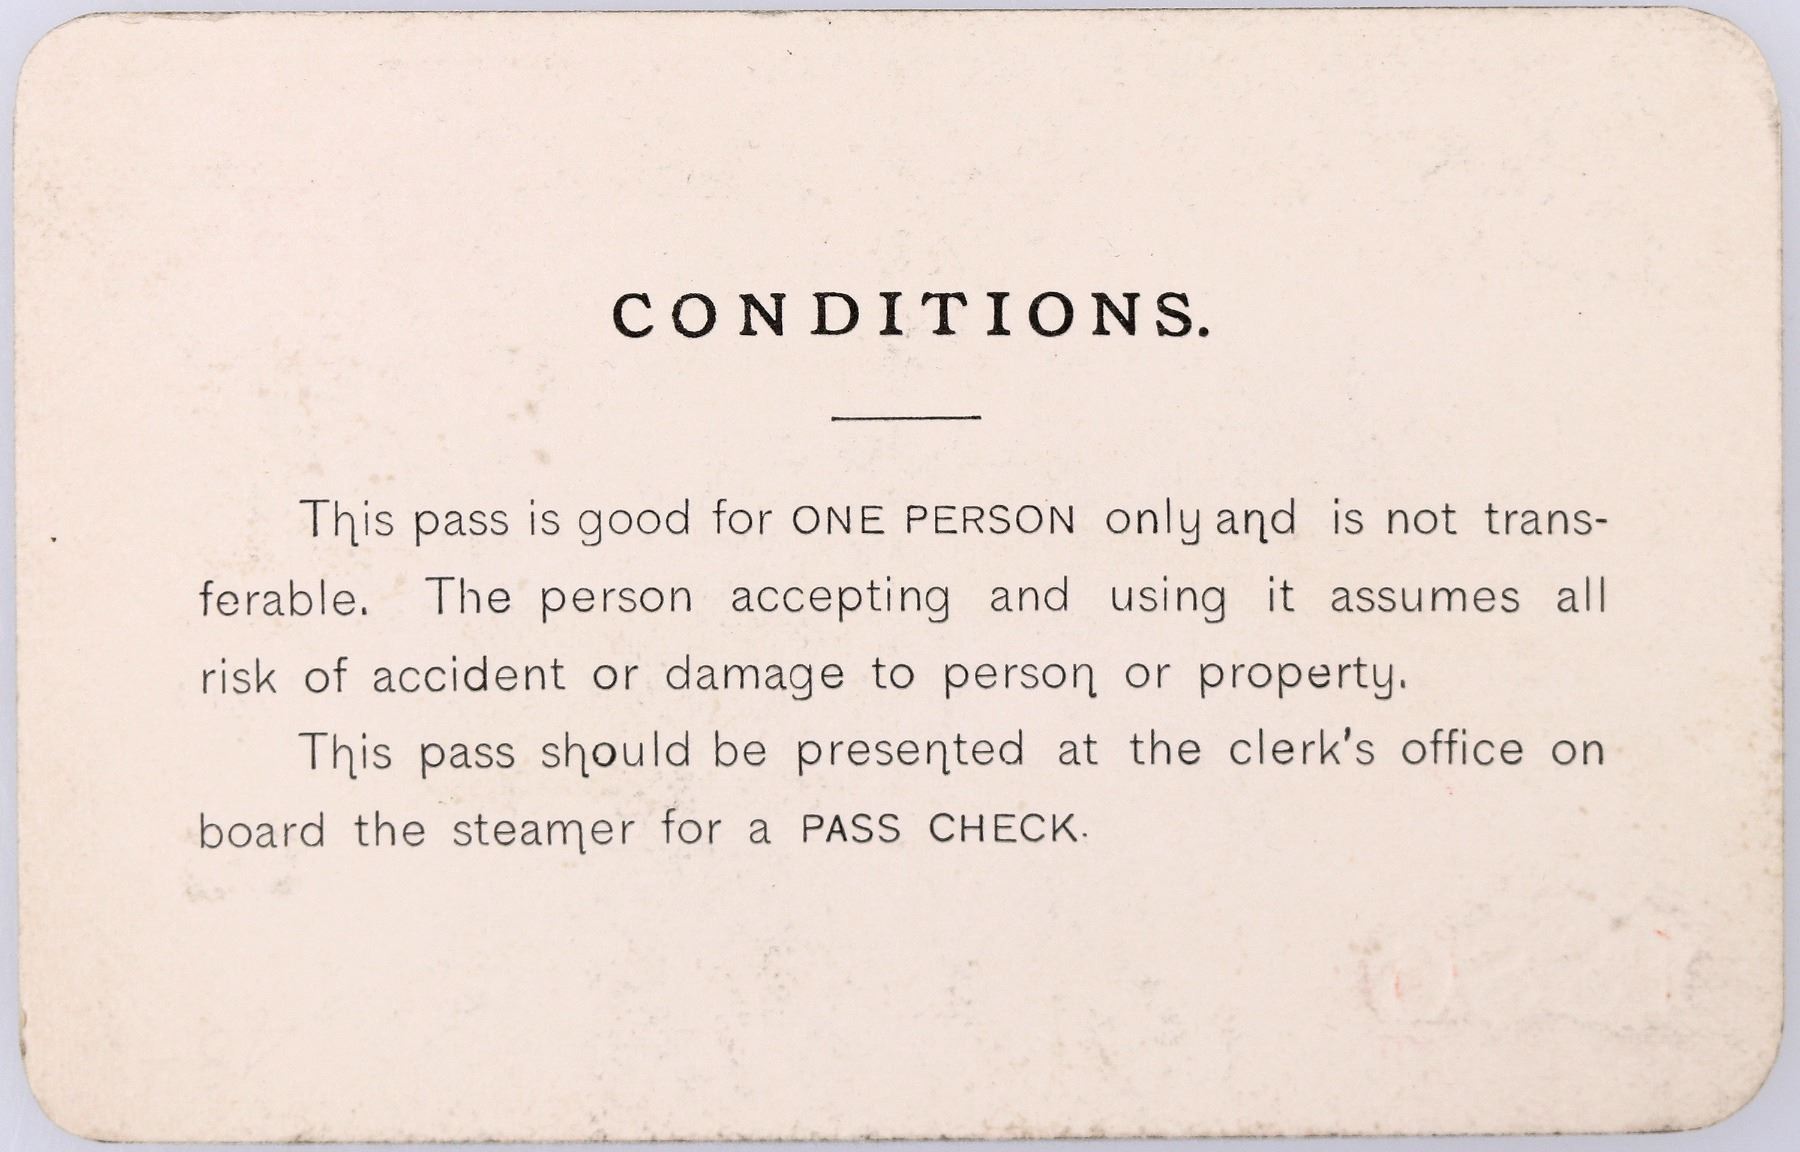 CONDITIONS.
This pass is good for ONE PERSON only and is not trans-
ferable. The person accepting and using it assumes all
risk of accident or damage to person or property.
This pass should be presented at the clerk's office on
board the steamer for a PASS CHECK.